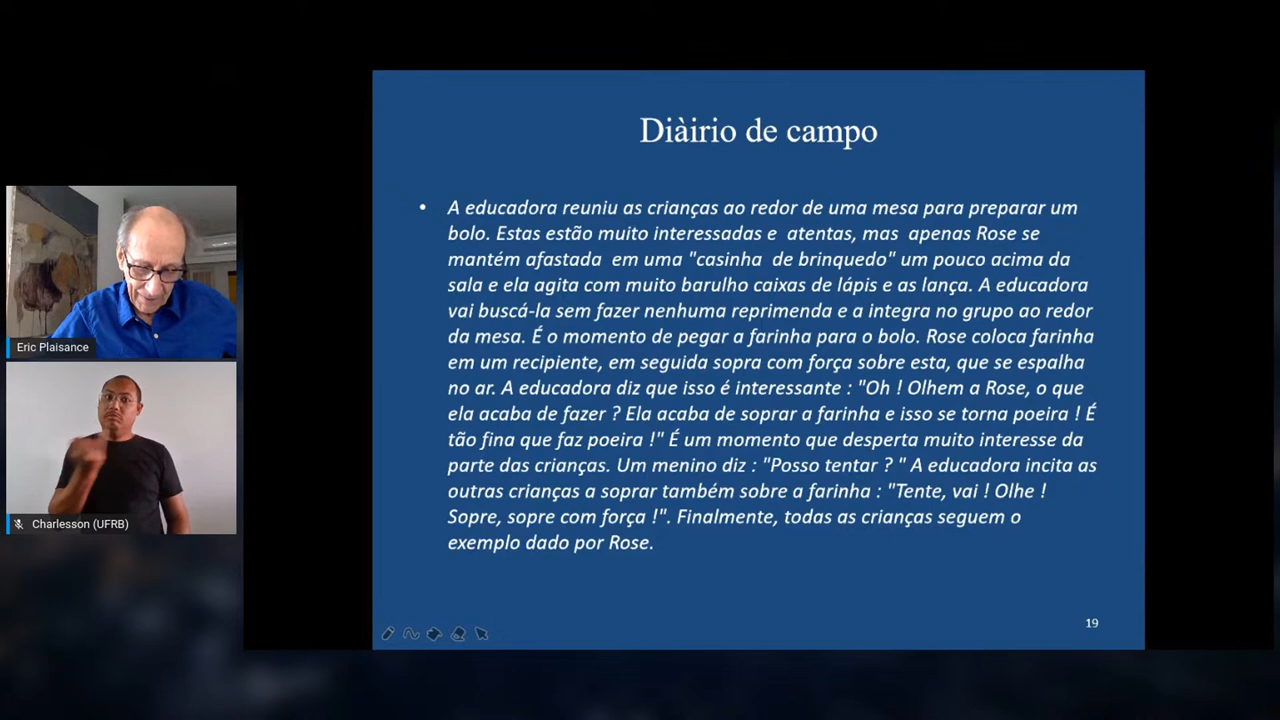 Diàirio de campo
• A educadora reuniu as crianças ao redor de uma mesa para preparar um
bolo. Estas estão muito interessadas e atentas, mas apenas Rose se
mantém afastada em uma "casinha de brinquedo" um pouco acima da
sala e ela agita com muito barulho caixas de lápis e as lança. A educadora
vai buscá-la sem fazer nenhuma reprimenda e a integra no grupo ao redor
da mesa. É o momento de pegar a farinha para o bolo. Rose coloca farinha
em um recipiente, em seguida sopra com força sobre esta, que se espalha
no ar. A educadora diz que isso é interessante : "Oh ! Olhem a Rose, o que
ela acaba de fazer ? Ela acaba de soprar a farinha e isso se torna poeira ! É
tão fina que faz poeira !" É um momento que desperta muito interesse da
parte das crianças. Um menino diz : "Posso tentar ? " A educadora incita as
outras crianças a soprar também sobre a farinha : "Tente, vai ! Olhe !
Sopre, sopre com força !". Finalmente, todas as crianças seguem o
exemplo dado por Rose.
19
Eric Plaisance
Charlesson (UFRB)